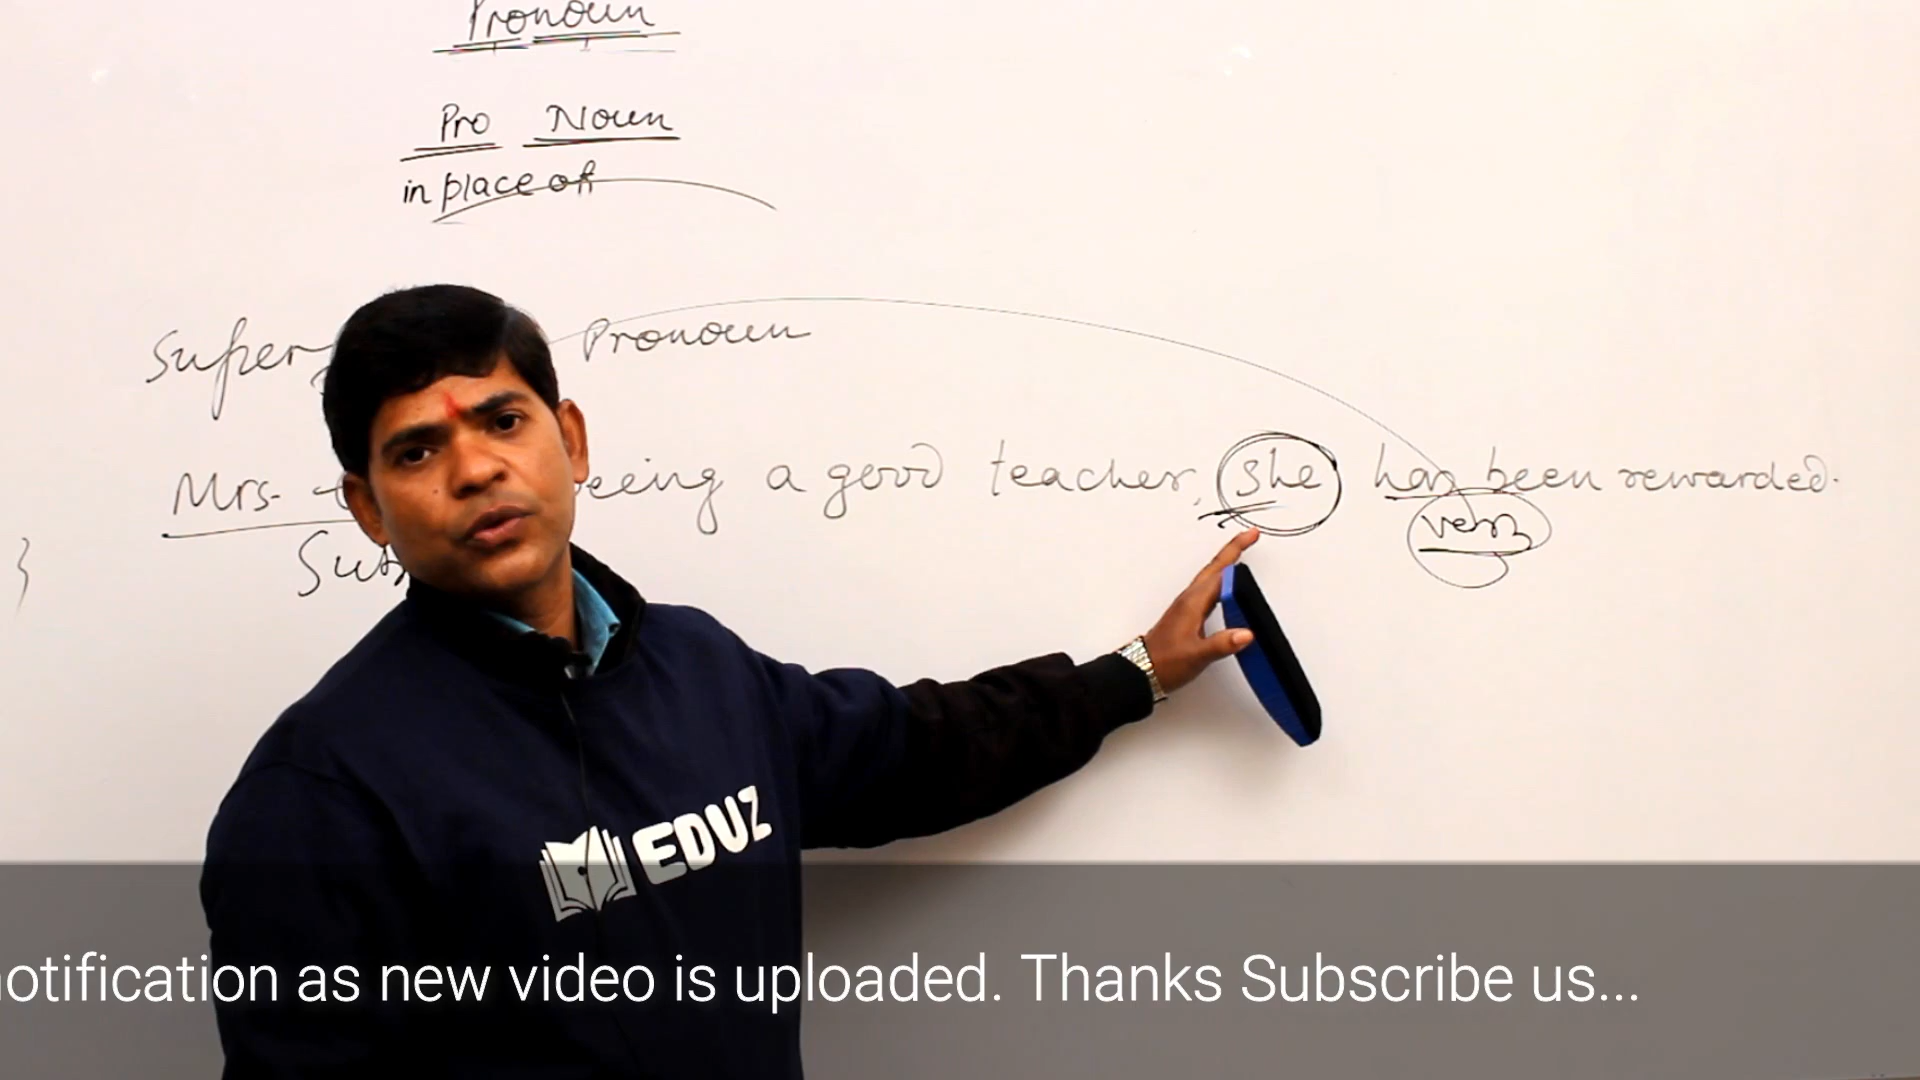 Pronoun
Pro Noun
in place of
Pronoun
Mrs. being a good teacher, she has been rewarded.
verb
EDUZ
notification as new video is uploaded. Thanks Subscribe us...